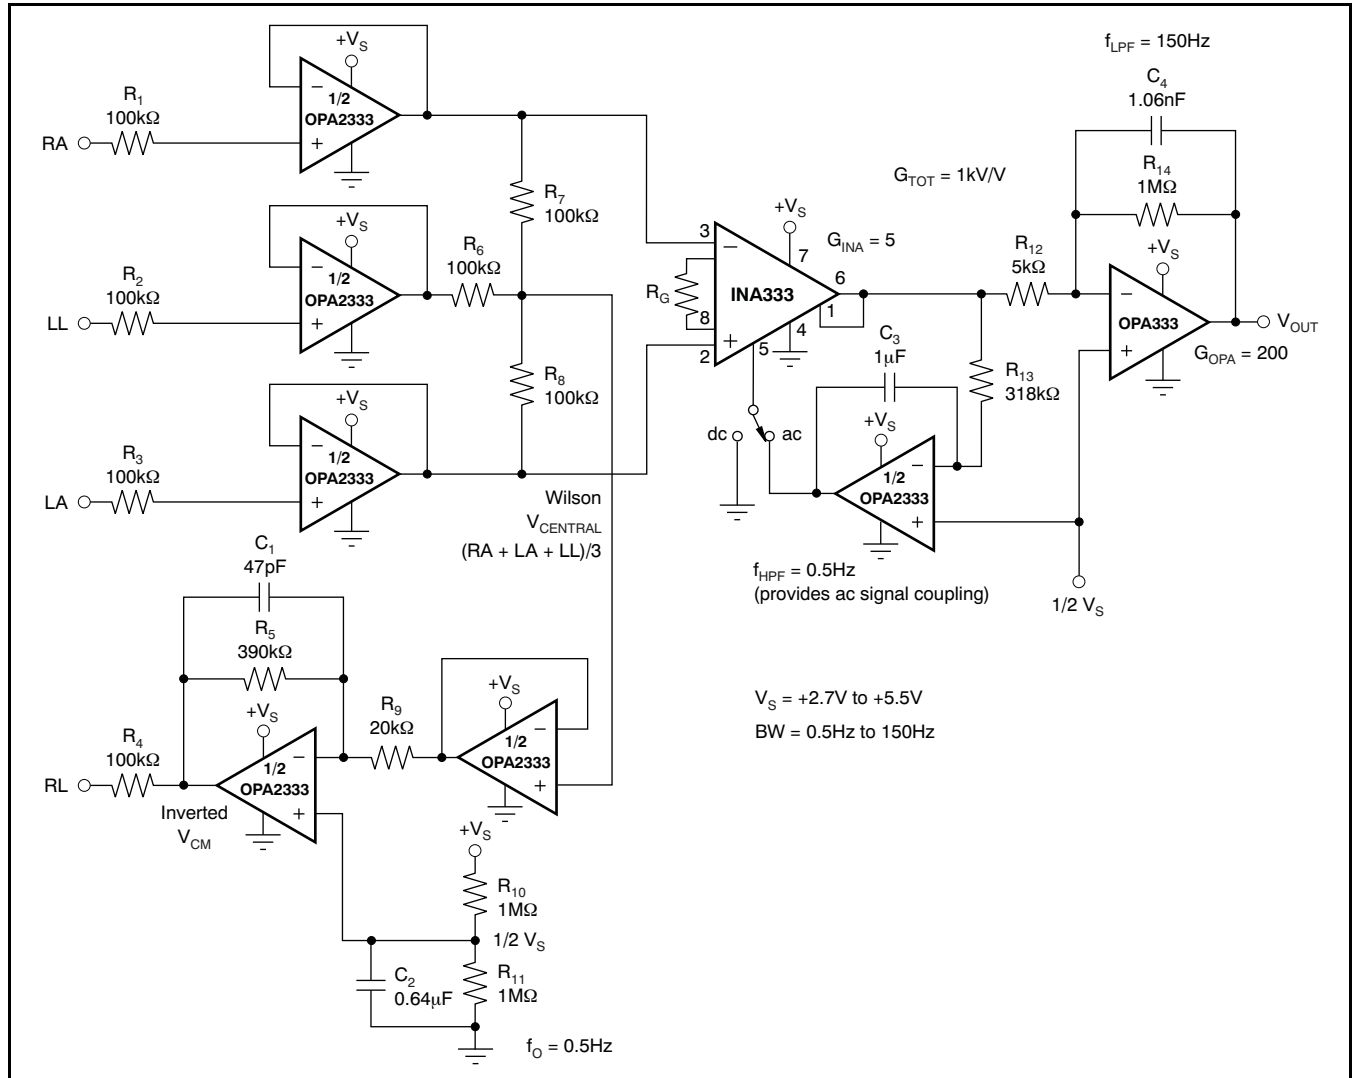 +V_S
R_1
100kΩ
RA
−
1/2
OPA2333
+
+V_S
R_2
100kΩ
LL
−
1/2
OPA2333
+
R_6
100kΩ
R_7
100kΩ
+V_S
R_3
100kΩ
LA
−
1/2
OPA2333
+
R_8
100kΩ
Wilson
V_CENTRAL
(RA + LA + LL)/3
+V_S
3
−
7
R_G
INA333
8
+
2
5
4
1
6
G_INA = 5
G_TOT = 1kV/V
f_LPF = 150Hz
C_4
1.06nF
R_14
1MΩ
R_12
5kΩ
+V_S
−
OPA333
+
V_OUT
G_OPA = 200
C_3
1µF
R_13
318kΩ
dc
ac
+V_S
−
1/2
OPA2333
+
f_HPF = 0.5Hz
(provides ac signal coupling)
1/2 V_S
C_1
47pF
R_5
390kΩ
+V_S
R_4
100kΩ
RL
−
1/2
OPA2333
+
Inverted
V_CM
R_9
20kΩ
+V_S
−
1/2
OPA2333
+
+V_S
R_10
1MΩ
1/2 V_S
C_2
0.64µF
R_11
1MΩ
f_O = 0.5Hz
V_S = +2.7V to +5.5V
BW = 0.5Hz to 150Hz